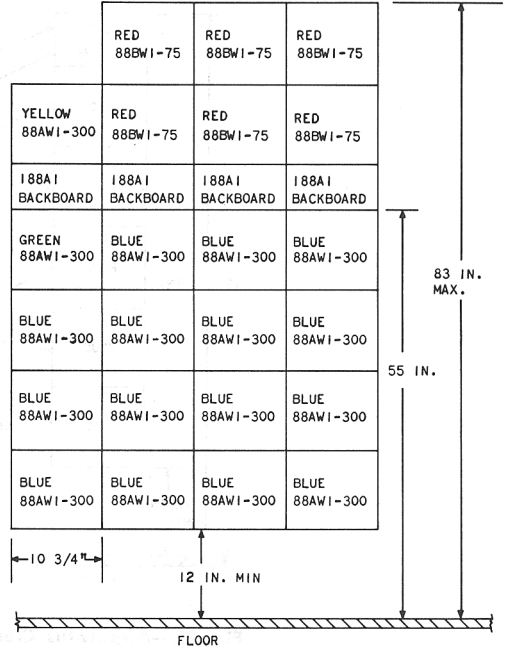 RED RED RED
88BW1-75 88BW1-75 88BW1-75
YELLOW RED RED RED
88AW1-300 88BW1-75 88BW1-75 88BW1-75
188A1 188A1 188A1 188A1
BACKBOARD BACKBOARD BACKBOARD BACKBOARD
GREEN BLUE BLUE BLUE
88AW1-300 88AW1-300 88AW1-300 88AW1-300
83 IN.
MAX.
BLUE BLUE BLUE BLUE
88AW1-300 88AW1-300 88AW1-300 88AW1-300
55 IN.
BLUE BLUE BLUE BLUE
88AW1-300 88AW1-300 88AW1-300 88AW1-300
BLUE BLUE BLUE BLUE
88AW1-300 88AW1-300 88AW1-300 88AW1-300
10 3/4"
12 IN. MIN
FLOOR